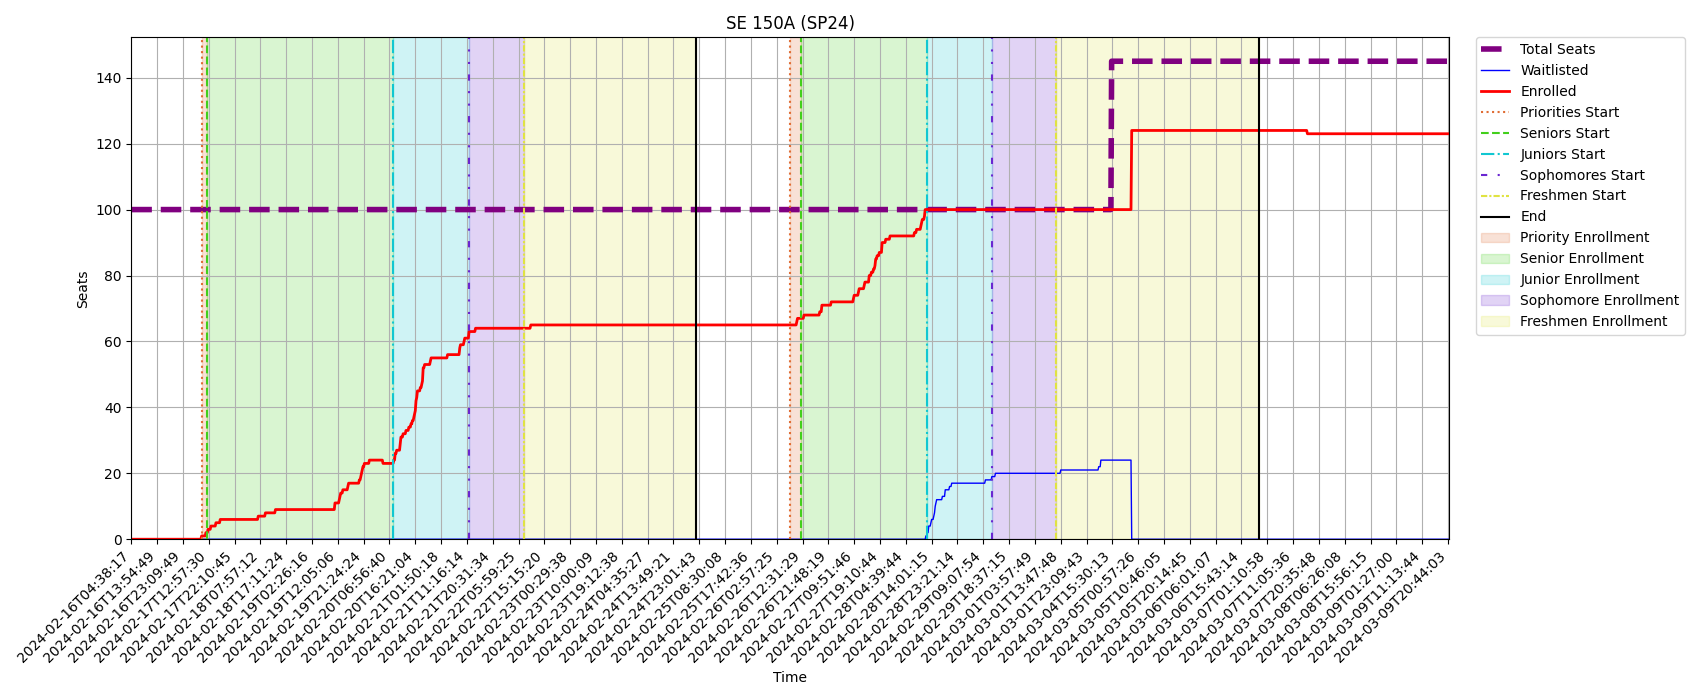 SE 150A (SP24)
Seats
140
120
100
80
60
40
20
0
2024-02-16T04:38:17
2024-02-16T13:54:49
2024-02-16T23:09:49
2024-02-17T12:57:30
2024-02-17T22:10:45
2024-02-18T07:57:12
2024-02-18T17:11:24
2024-02-19T02:26:16
2024-02-19T12:05:06
2024-02-19T21:24:24
2024-02-20T06:56:40
2024-02-20T16:21:04
2024-02-21T01:50:18
2024-02-21T11:16:14
2024-02-21T20:31:34
2024-02-22T05:59:25
2024-02-22T15:15:20
2024-02-23T00:29:38
2024-02-23T10:00:09
2024-02-23T19:12:38
2024-02-24T04:35:27
2024-02-24T13:49:21
2024-02-24T23:01:43
2024-02-25T08:30:08
2024-02-25T17:42:36
2024-02-26T02:57:25
2024-02-26T12:31:29
2024-02-26T21:48:19
2024-02-27T09:51:46
2024-02-27T19:10:44
2024-02-28T04:39:44
2024-02-28T14:01:15
2024-02-28T23:21:14
2024-02-29T09:07:54
2024-02-29T18:37:15
2024-03-01T03:57:49
2024-03-01T13:47:48
2024-03-01T23:09:43
2024-03-04T15:30:13
2024-03-05T00:57:26
2024-03-05T10:46:05
2024-03-05T20:14:45
2024-03-06T06:01:07
2024-03-06T15:43:14
2024-03-07T01:10:58
2024-03-07T11:05:36
2024-03-07T20:35:48
2024-03-08T06:26:08
2024-03-08T15:56:15
2024-03-09T01:27:00
2024-03-09T11:13:44
2024-03-09T20:44:03
Time
Total Seats
Waitlisted
Enrolled
Priorities Start
Seniors Start
Juniors Start
Sophomores Start
Freshmen Start
End
Priority Enrollment
Senior Enrollment
Junior Enrollment
Sophomore Enrollment
Freshmen Enrollment